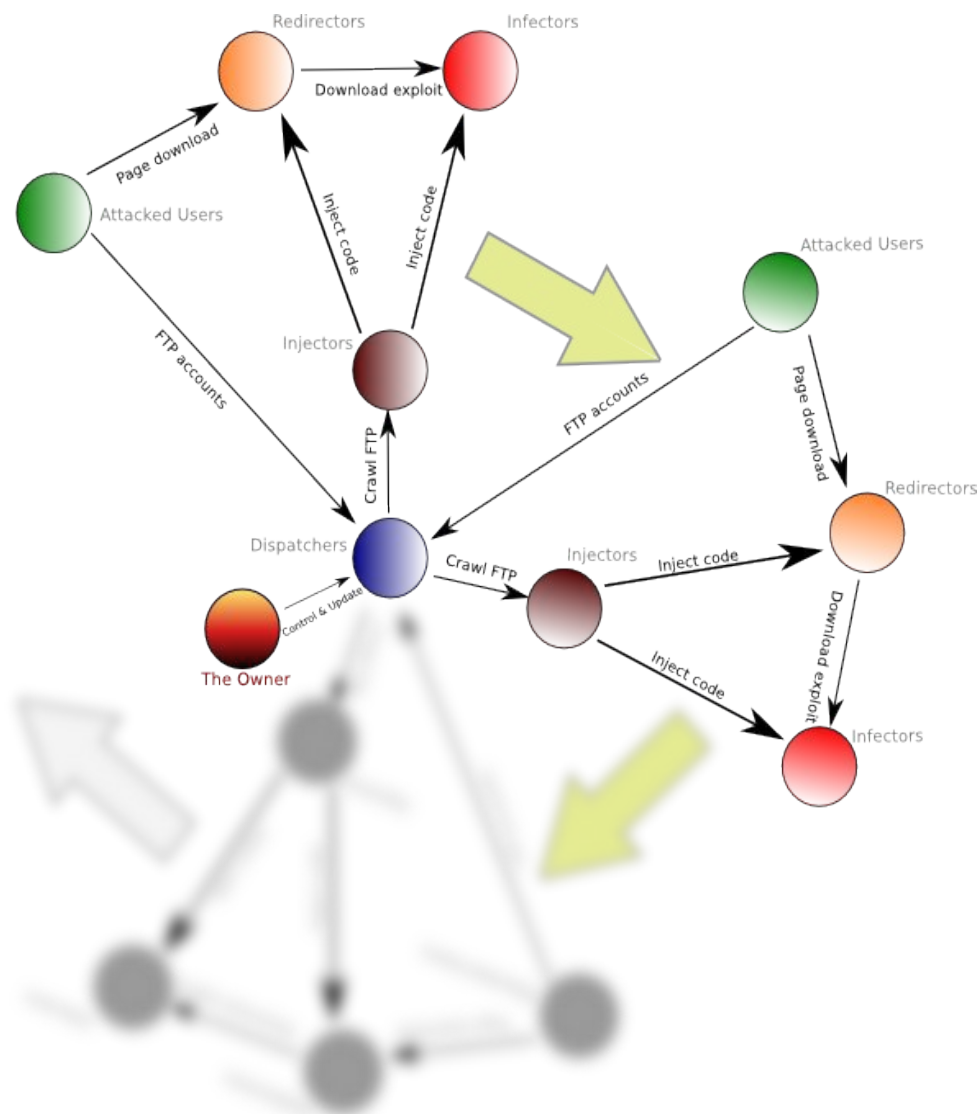 Redirectors
Infectors
Download exploit
Page download
Attacked Users
Inject code
Inject code
Attacked Users
Injectors
FTP accounts
FTP accounts
Page download
Crawl FTP
Redirectors
Dispatchers
Injectors
Crawl FTP
Inject code
Control & Update
Download exploit
The Owner
Inject code
Infectors